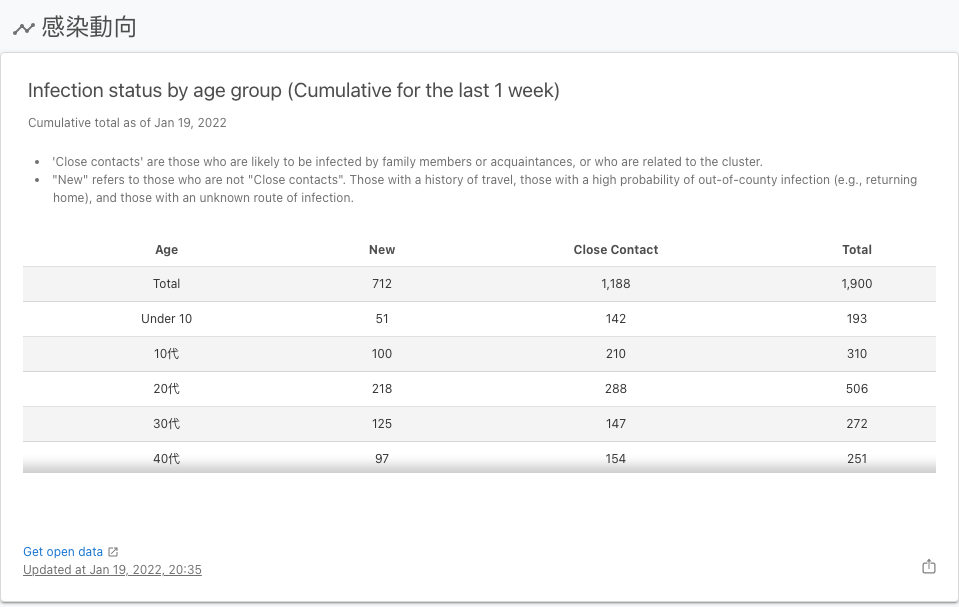 感染動向
Infection status by age group (Cumulative for the last 1 week)
Cumulative total as of Jan 19, 2022
• 'Close contacts' are those who are likely to be infected by family members or acquaintances, or who are related to the cluster.
• "New" refers to those who are not "Close contacts". Those with a history of travel, those with a high probability of out-of-county infection (e.g., returning
home), and those with an unknown route of infection.
Age New Close Contact Total
Total 712 1,188 1,900
Under 10 51 142 193
10代 100 210 310
20代 218 288 506
30代 125 147 272
40代 97 154 251
Get open data
Updated at Jan 19, 2022, 20:35